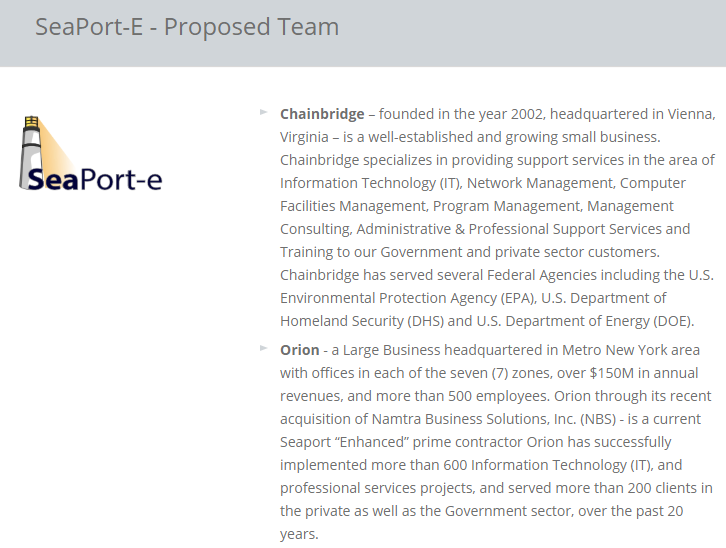 SeaPort-E - Proposed Team
SeaPort-e
Chainbridge – founded in the year 2002, headquartered in Vienna,
Virginia – is a well-established and growing small business.
Chainbridge specializes in providing support services in the area of
Information Technology (IT), Network Management, Computer
Facilities Management, Program Management, Management
Consulting, Administrative & Professional Support Services and
Training to our Government and private sector customers.
Chainbridge has served several Federal Agencies including the U.S.
Environmental Protection Agency (EPA), U.S. Department of
Homeland Security (DHS) and U.S. Department of Energy (DOE).
Orion - a Large Business headquartered in Metro New York area
with offices in each of the seven (7) zones, over $150M in annual
revenues, and more than 500 employees. Orion through its recent
acquisition of Namtra Business Solutions, Inc. (NBS) - is a current
Seaport “Enhanced” prime contractor Orion has successfully
implemented more than 600 Information Technology (IT), and
professional services projects, and served more than 200 clients in
the private as well as the Government sector, over the past 20
years.